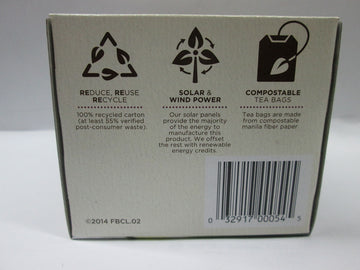 REDUCE, REUSE
RECYCLE
100% recycled carton
(at least 55% verified
post-consumer waste).
SOLAR &
WIND POWER
Our solar panels
provide the majority
of the energy to
manufacture this
product. We offset
the rest with renewable
energy credits.
COMPOSTABLE
TEA BAGS
Tea bags are made
from compostable
manila fiber paper
©2014 FBCL.02
0 32917 00054 5